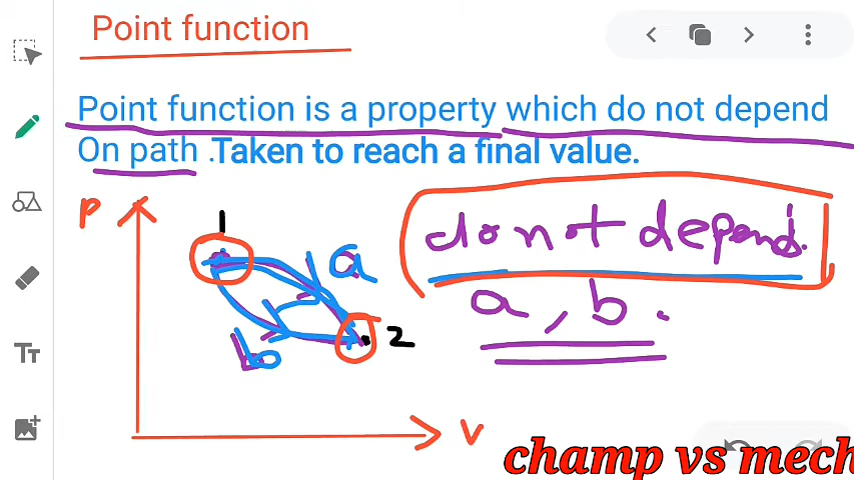 Point function
Point function is a property which do not depend
On path .Taken to reach a final value.
P
1
a
do not depend.
a, b.
2
b
V
Tт
champ vs mech